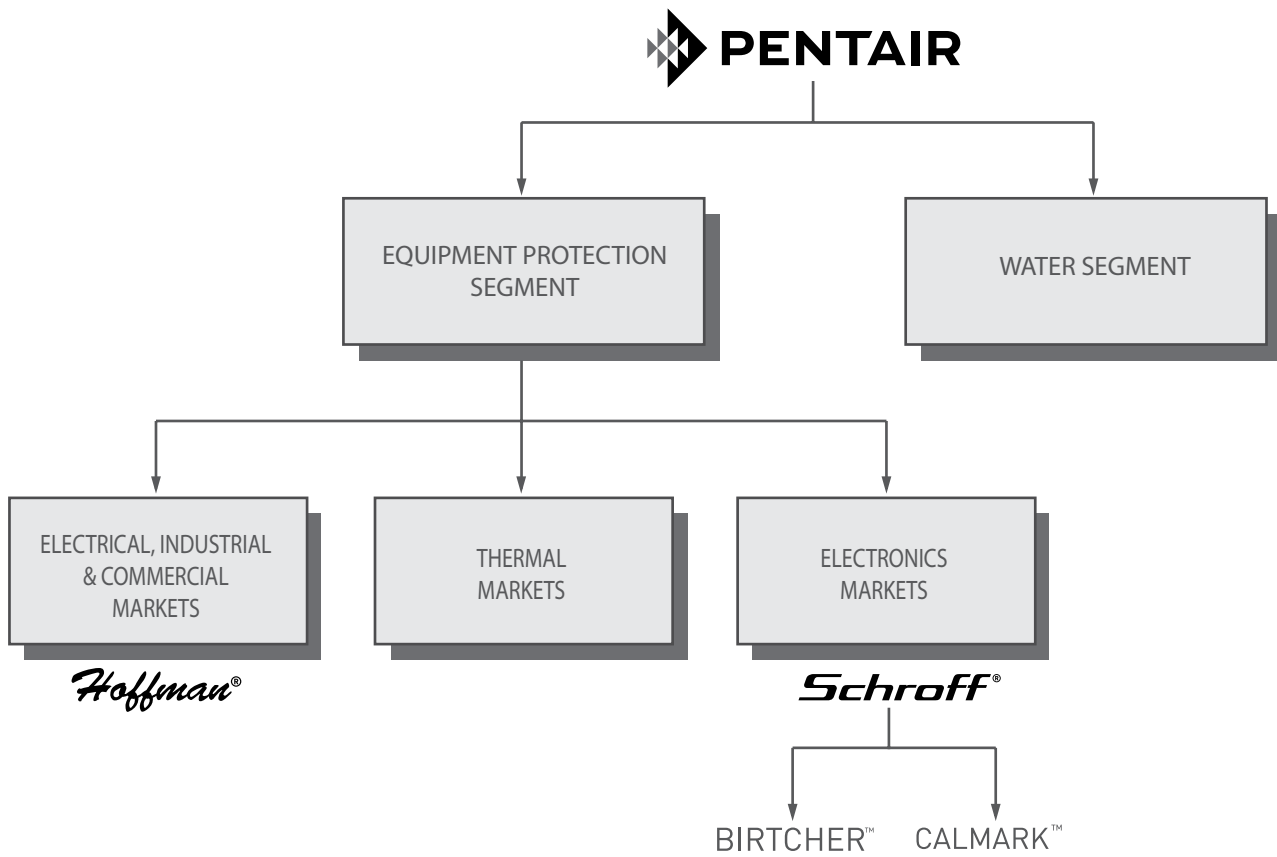 PENTAIR
EQUIPMENT PROTECTION
SEGMENT
WATER SEGMENT
ELECTRICAL, INDUSTRIAL
& COMMERCIAL
MARKETS
THERMAL
MARKETS
ELECTRONICS
MARKETS
Hoffman®
Schroff®
BIRTCHER™
CALMARK™